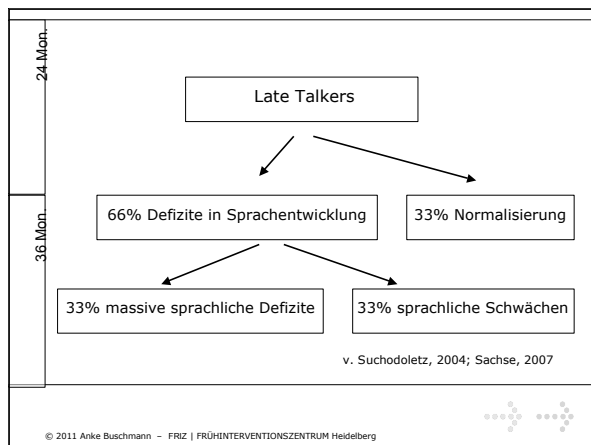 24 Mon.
Late Talkers
36 Mon.
66% Defizite in Sprachentwicklung
33% Normalisierung
33% massive sprachliche Defizite
33% sprachliche Schwächen
v. Suchodoletz, 2004; Sachse, 2007
© 2011 Anke Buschmann – FRIZ | FRÜHINTERVENTIONSZENTRUM Heidelberg